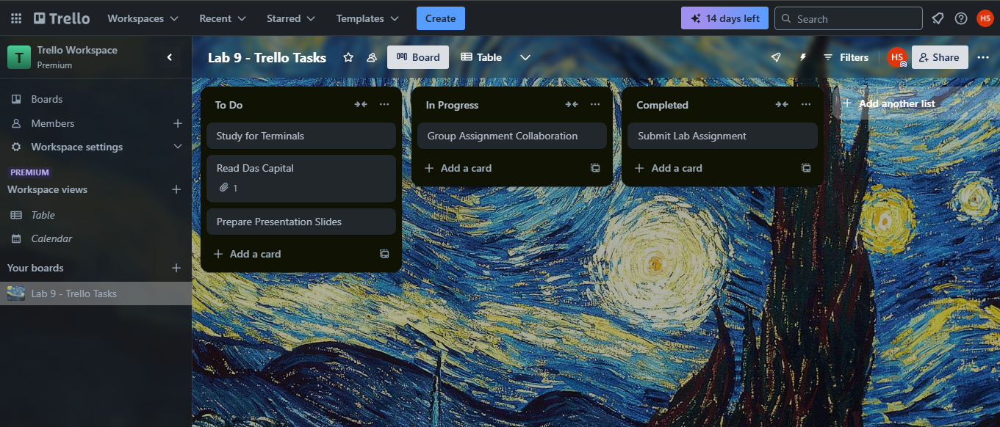 Trello Workspaces Recent Starred Templates Create 14 days left Search HS
T Trello Workspace
Premium
Lab 9 - Trello Tasks Board Table Filters HS Share
Boards
Members
Workspace settings
PREMIUM
Workspace views
Table
Calendar
Your boards
Lab 9 - Trello Tasks
To Do
Study for Terminals
Read Das Capital
1
Prepare Presentation Slides
Add a card
In Progress
Group Assignment Collaboration
Add a card
Completed
Submit Lab Assignment
Add a card
Add another list